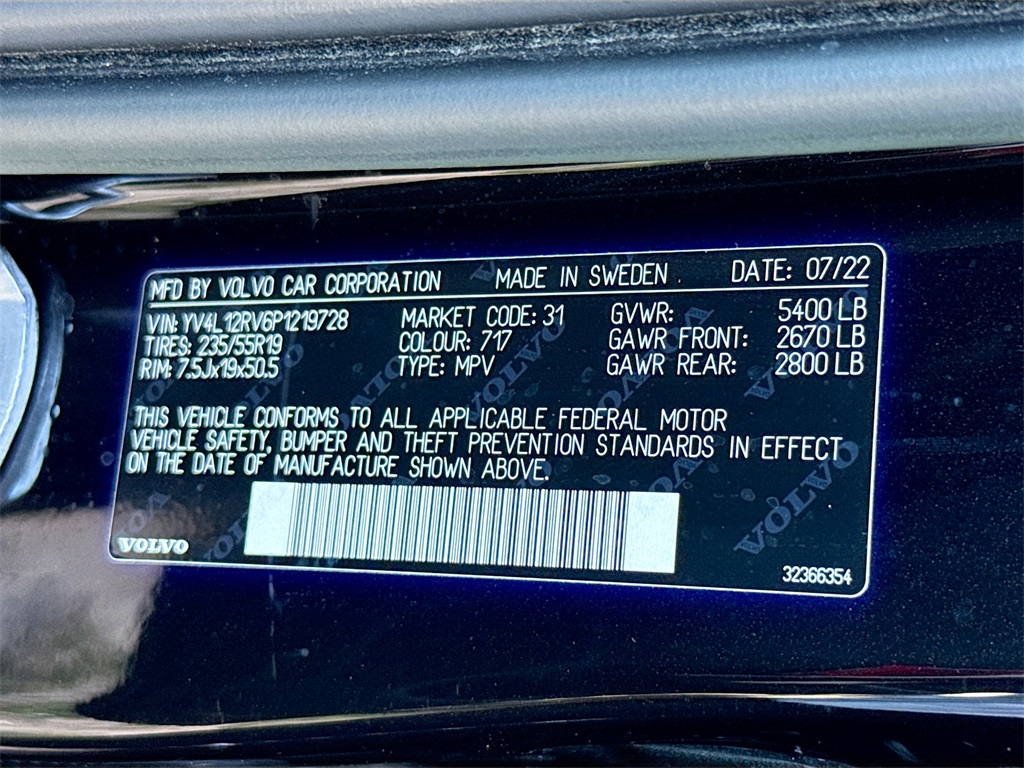 MFD BY VOLVO CAR CORPORATION MADE IN SWEDEN DATE: 07/22
VIN: YV4L12RV6P1219728 MARKET CODE: 31 GVWR: 5400 LB
TIRES: 235/55R19 COLOUR: 717 GAWR FRONT: 2670 LB
RIM: 7.5Jx19x50.5 TYPE: MPV GAWR REAR: 2800 LB
THIS VEHICLE CONFORMS TO ALL APPLICABLE FEDERAL MOTOR
VEHICLE SAFETY, BUMPER AND THEFT PREVENTION STANDARDS IN EFFECT
ON THE DATE OF MANUFACTURE SHOWN ABOVE.
VOLVO
32366354